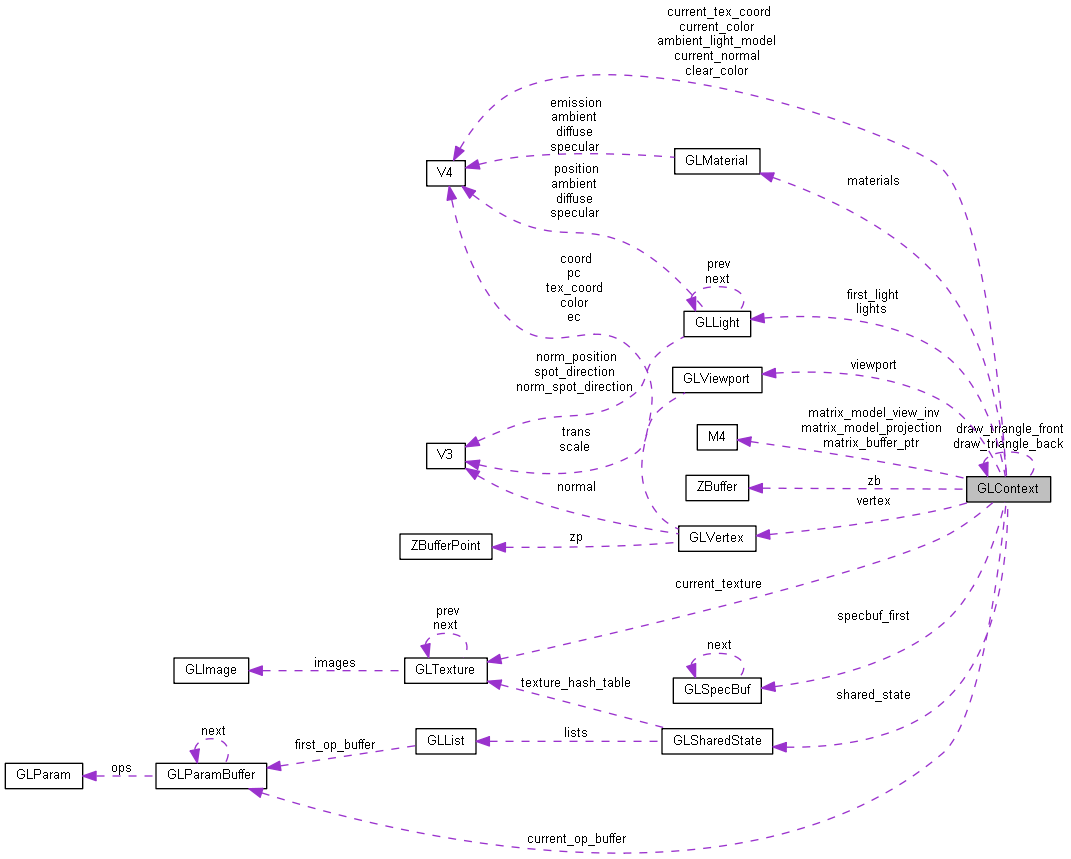 current_tex_coord
current_color
ambient_light_model
current_normal
clear_color
emission
ambient
diffuse
specular
GLMaterial
V4
materials
position
ambient
diffuse
specular
coord
pc
tex_coord
color
ec
prev
next
first_light
lights
GLLight
norm_position
spot_direction
norm_spot_direction
viewport
GLViewport
matrix_model_view_inv
matrix_model_projection
matrix_buffer_ptr
draw_triangle_front
draw_triangle_back
M4
trans
scale
V3
zb
ZBuffer
GLContext
normal
vertex
zp
ZBufferPoint
GLVertex
current_texture
prev
next
specbuf_first
next
images
GLImage
GLTexture
texture_hash_table
GLSpecBuf
shared_state
next
first_op_buffer
GLList
lists
GLSharedState
GLParam
ops
GLParamBuffer
current_op_buffer